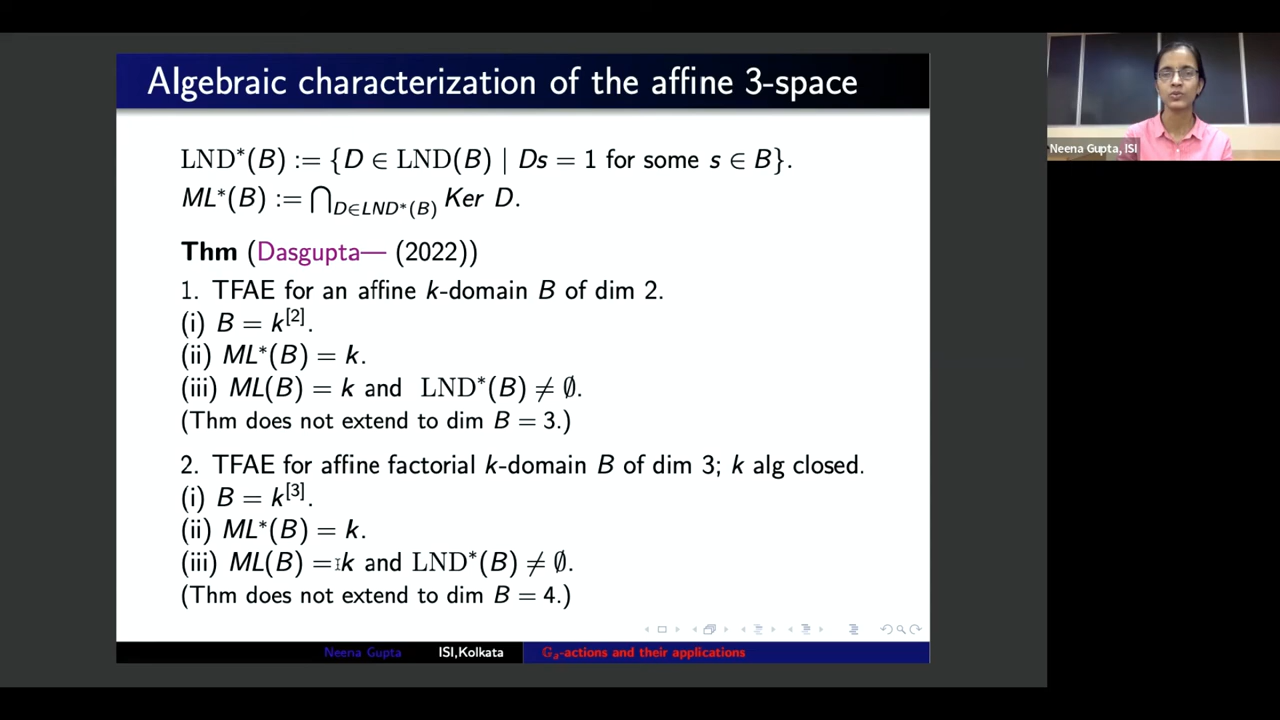 Algebraic characterization of the affine 3-space
LND*(B) := {D ∈ LND(B) | Ds = 1 for some s ∈ B}.
ML*(B) := ⋂_{D∈LND*(B)} Ker D.
Thm (Dasgupta— (2022))
1. TFAE for an affine k-domain B of dim 2.
(i) B = k^{[2]}.
(ii) ML*(B) = k.
(iii) ML(B) = k and LND*(B) ≠ ∅.
(Thm does not extend to dim B = 3.)
2. TFAE for affine factorial k-domain B of dim 3; k alg closed.
(i) B = k^{[3]}.
(ii) ML*(B) = k.
(iii) ML(B) = k and LND*(B) ≠ ∅.
(Thm does not extend to dim B = 4.)
Neena Gupta ISI,Kolkata 𝔾ₐ-actions and their applications
Neena Gupta, ISI